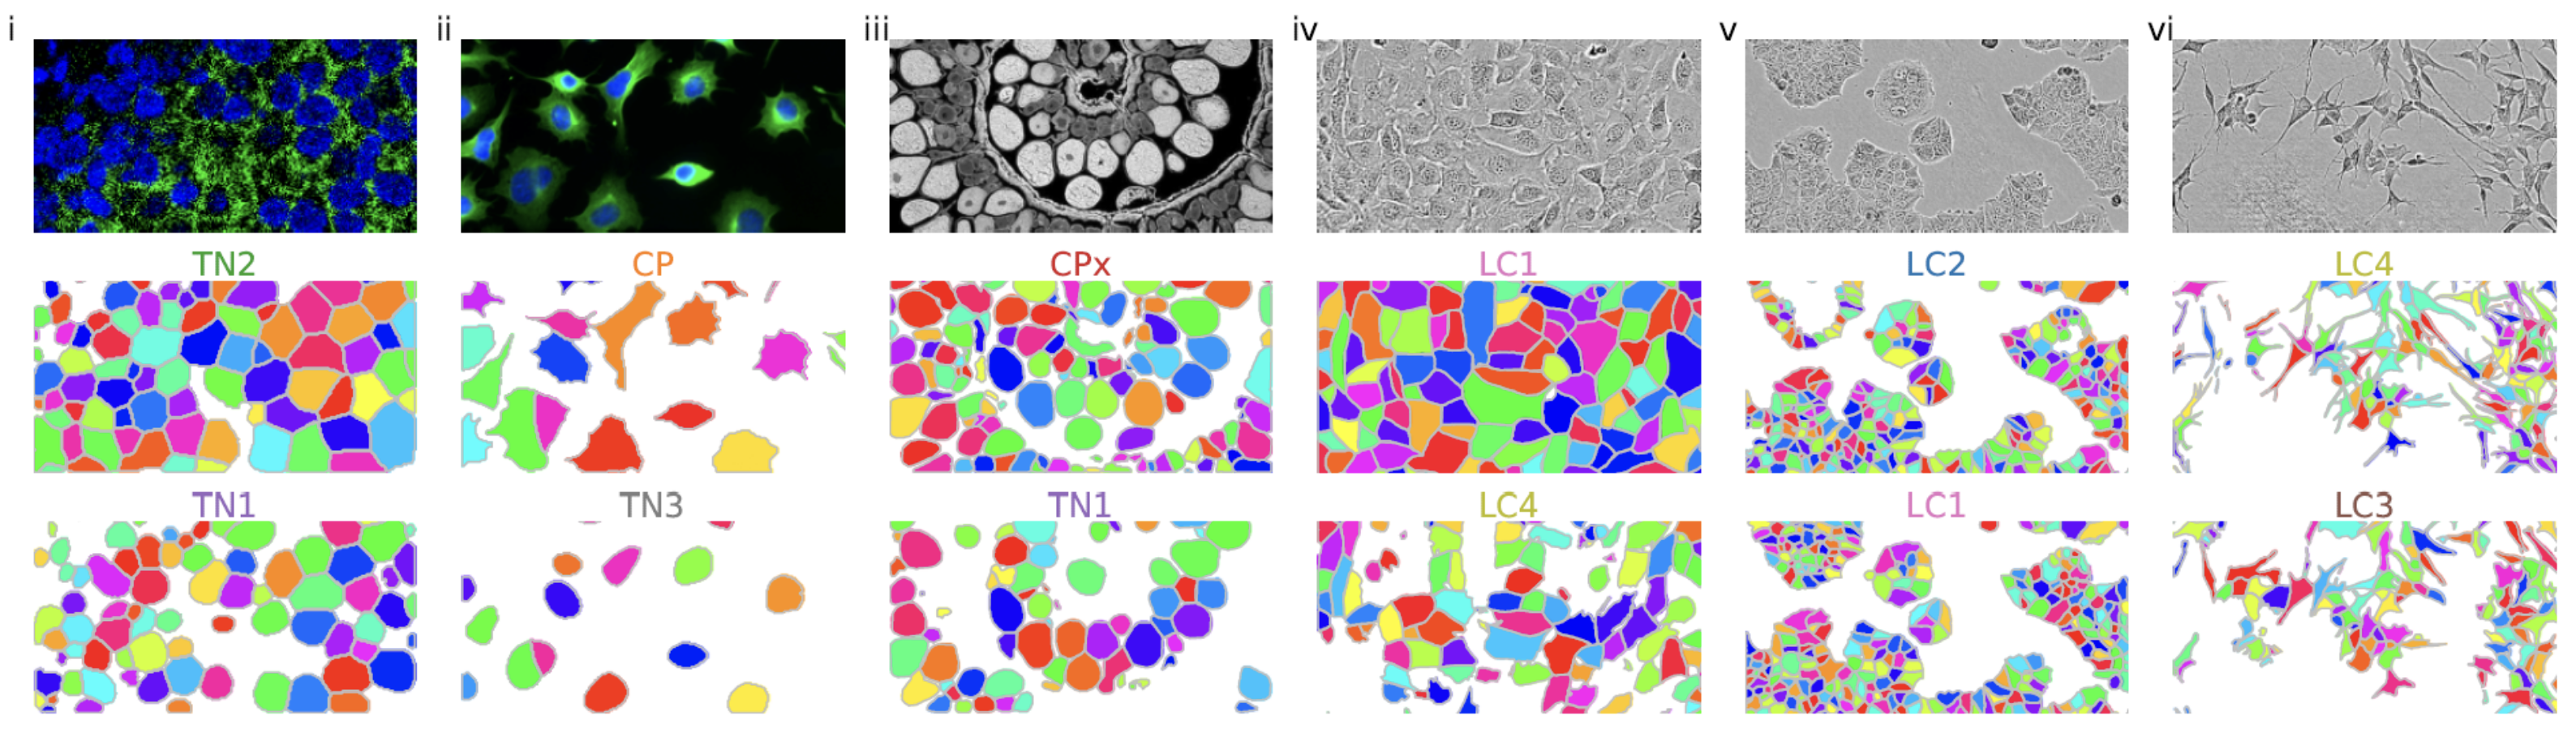 i ii iii iv v vi
TN2 CP CPx LC1 LC2 LC4
TN1 TN3 TN1 LC4 LC1 LC3